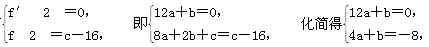 f′ 2 =0, 即 12a+b=0, 化简得 12a+b=0,
f 2 =c-16, 8a+2b+c=c-16, 4a+b=-8,